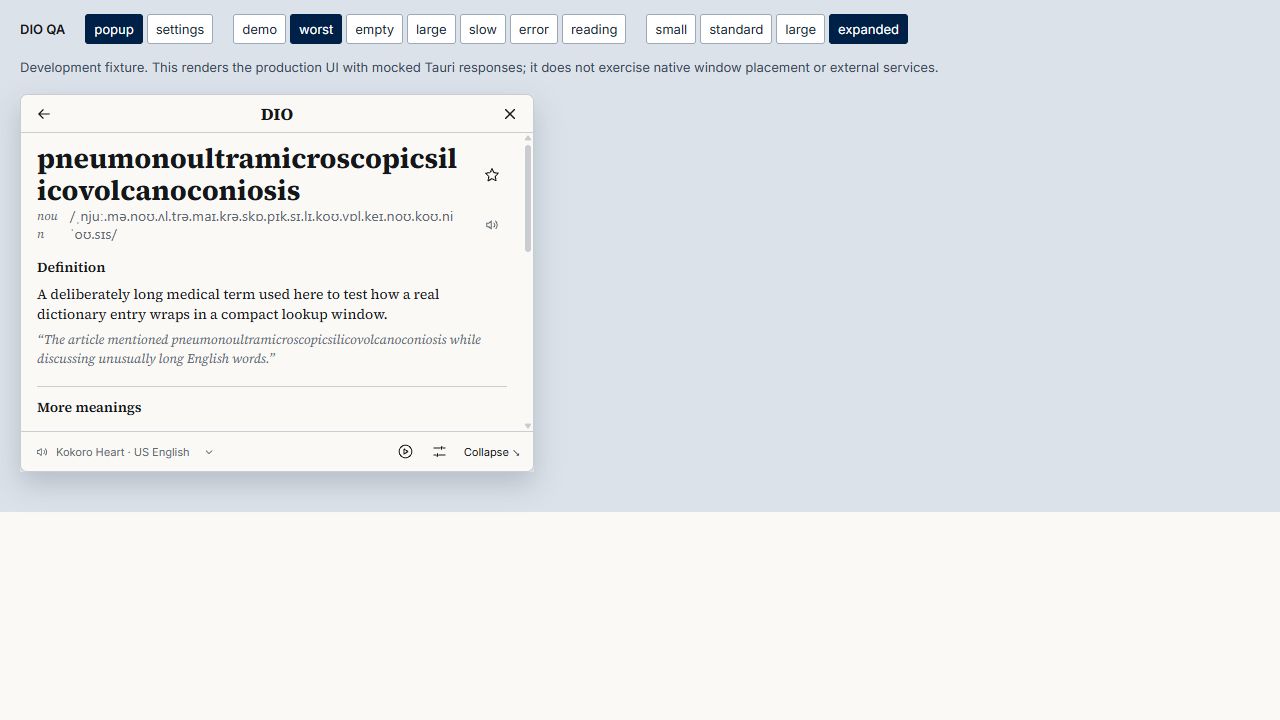 DIO QA popup settings demo worst empty large slow error reading small standard large expanded
Development fixture. This renders the production UI with mocked Tauri responses; it does not exercise native window placement or external services.
DIO
pneumonoultramicroscopicsil
icovolcanoconiosis
nou /ˌnjuː.mə.noʊ.ʌl.trə.maɪ.krə.skɒ.pɪk.sɪ.lɪ.koʊ.vɒl.keɪ.noʊ.koʊ.ni
n ˈoʊ.sɪs/
Definition
A deliberately long medical term used here to test how a real
dictionary entry wraps in a compact lookup window.
“The article mentioned pneumonoultramicroscopicsilicovolcanoconiosis while
discussing unusually long English words.”
More meanings
Kokoro Heart · US English Collapse ↘